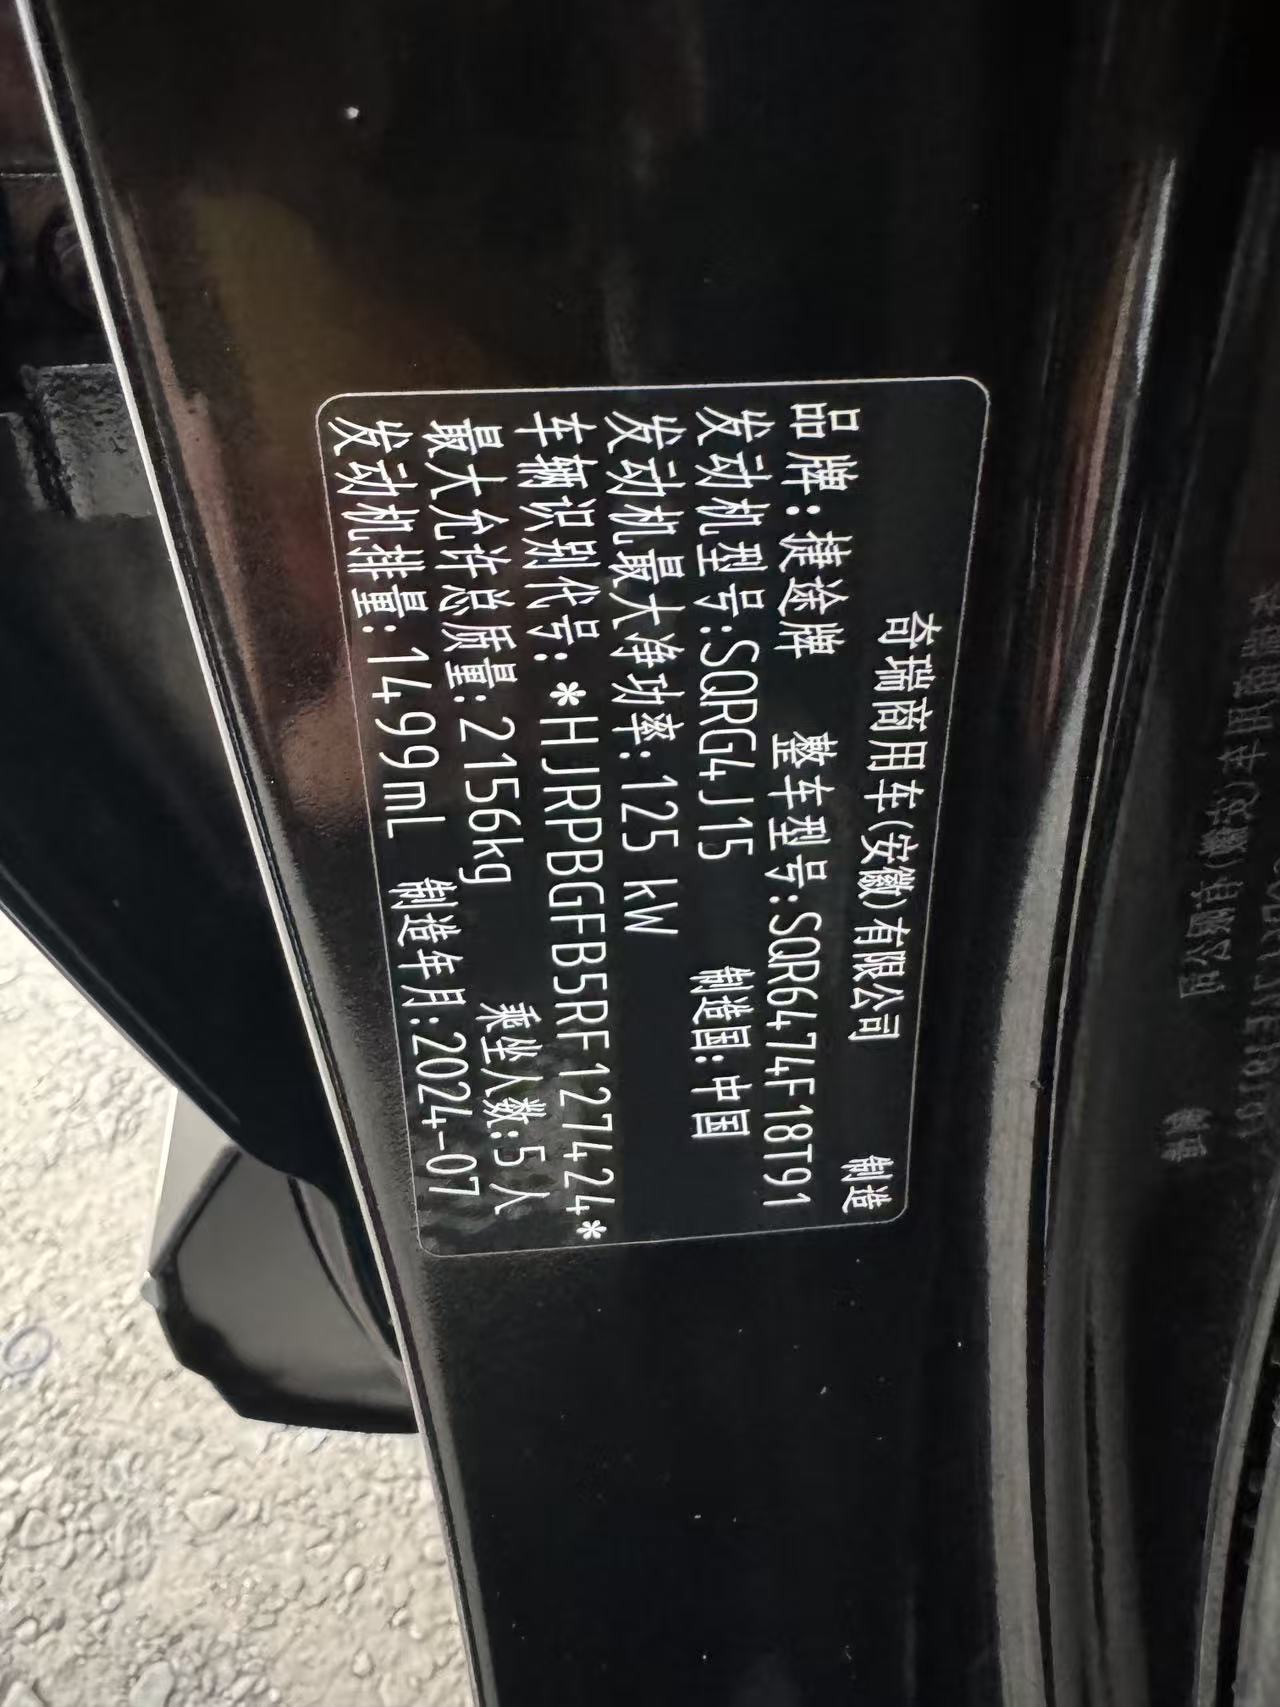 奇瑞商用车(安徽)有限公司 制造
品牌:捷途牌 整车型号:SQR6474F18T91
发动机型号:SQRG4J15 制造国:中国
发动机最大净功率:125 kW
车辆识别代号:*HJRPBGFB5RF127424*
最大允许总质量:2156kg 乘坐人数:5人
发动机排量:1499mL 制造年月:2024-07